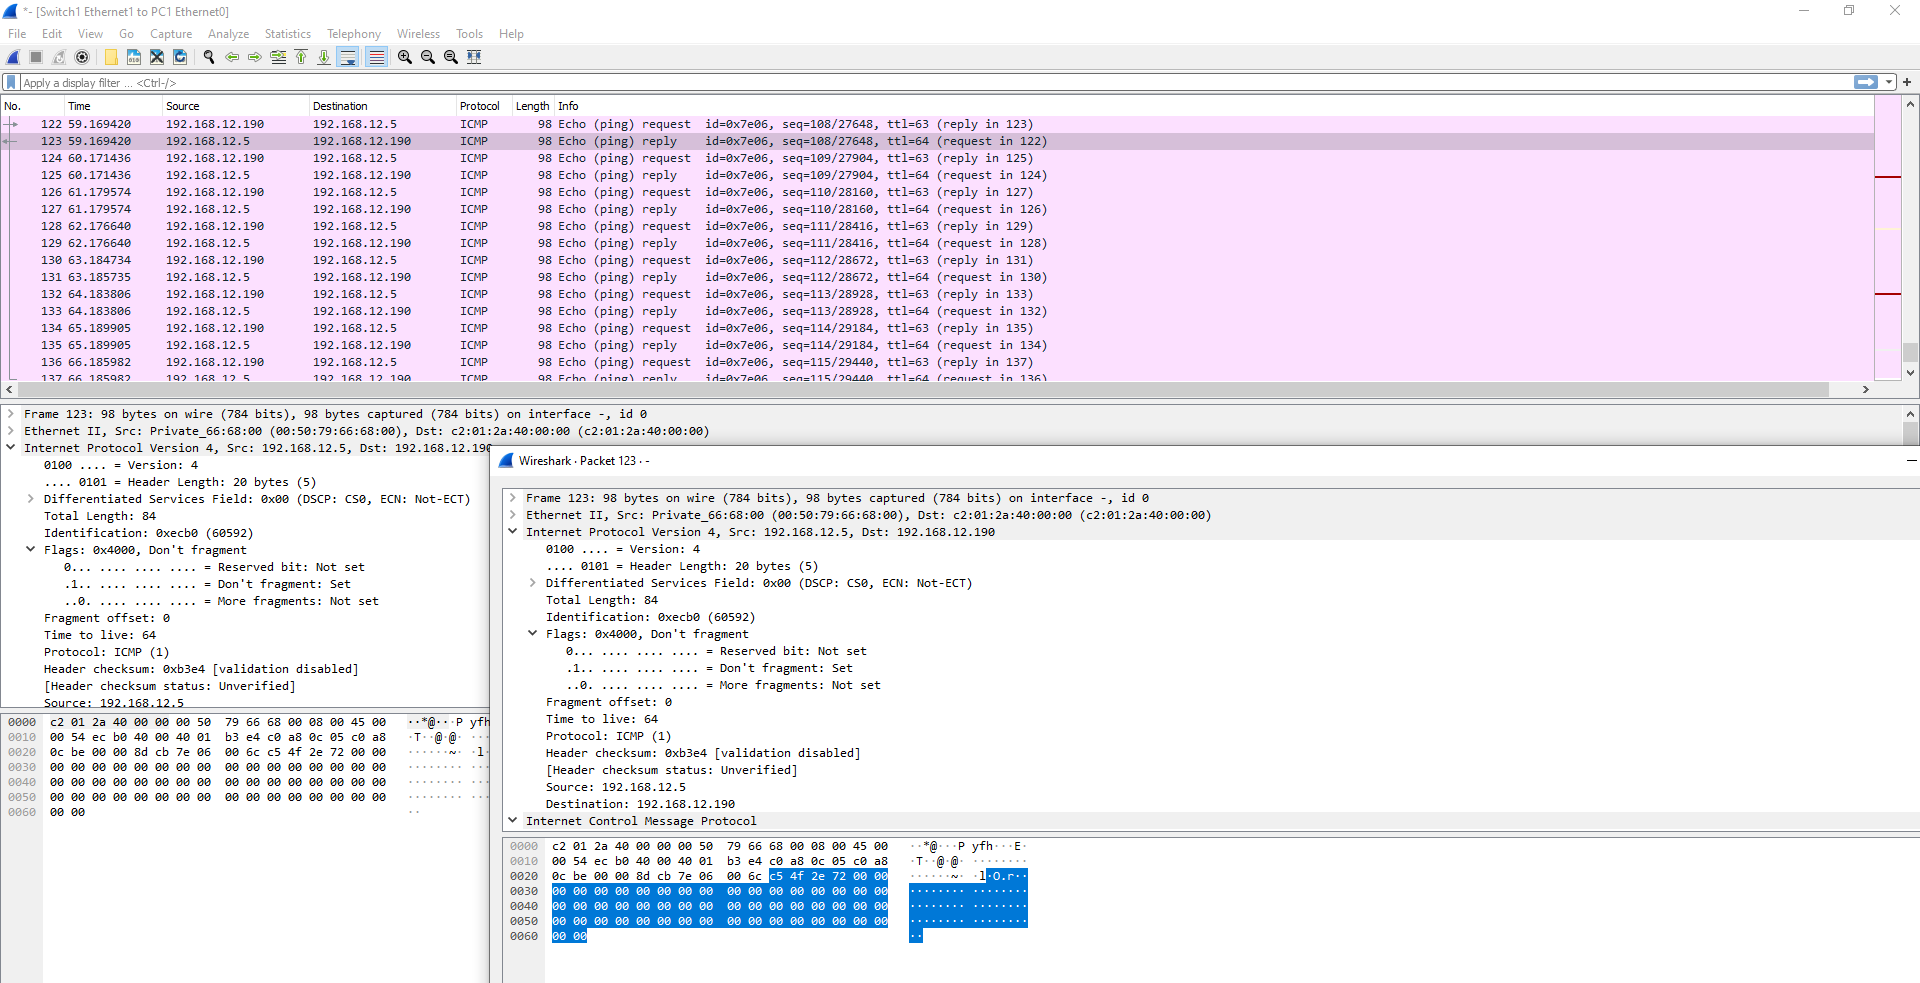 *- [Switch1 Ethernet1 to PC1 Ethernet0]
File Edit View Go Capture Analyze Statistics Telephony Wireless Tools Help
Apply a display filter ... <Ctrl-/>
No. Time Source Destination Protocol Length Info
122 59.169420 192.168.12.190 192.168.12.5 ICMP 98 Echo (ping) request id=0x7e06, seq=108/27648, ttl=63 (reply in 123)
123 59.169420 192.168.12.5 192.168.12.190 ICMP 98 Echo (ping) reply id=0x7e06, seq=108/27648, ttl=64 (request in 122)
124 60.171436 192.168.12.190 192.168.12.5 ICMP 98 Echo (ping) request id=0x7e06, seq=109/27904, ttl=63 (reply in 125)
125 60.171436 192.168.12.5 192.168.12.190 ICMP 98 Echo (ping) reply id=0x7e06, seq=109/27904, ttl=64 (request in 124)
126 61.179574 192.168.12.190 192.168.12.5 ICMP 98 Echo (ping) request id=0x7e06, seq=110/28160, ttl=63 (reply in 127)
127 61.179574 192.168.12.5 192.168.12.190 ICMP 98 Echo (ping) reply id=0x7e06, seq=110/28160, ttl=64 (request in 126)
128 62.176640 192.168.12.190 192.168.12.5 ICMP 98 Echo (ping) request id=0x7e06, seq=111/28416, ttl=63 (reply in 129)
129 62.176640 192.168.12.5 192.168.12.190 ICMP 98 Echo (ping) reply id=0x7e06, seq=111/28416, ttl=64 (request in 128)
130 63.184734 192.168.12.190 192.168.12.5 ICMP 98 Echo (ping) request id=0x7e06, seq=112/28672, ttl=63 (reply in 131)
131 63.185735 192.168.12.5 192.168.12.190 ICMP 98 Echo (ping) reply id=0x7e06, seq=112/28672, ttl=64 (request in 130)
132 64.183806 192.168.12.190 192.168.12.5 ICMP 98 Echo (ping) request id=0x7e06, seq=113/28928, ttl=63 (reply in 133)
133 64.183806 192.168.12.5 192.168.12.190 ICMP 98 Echo (ping) reply id=0x7e06, seq=113/28928, ttl=64 (request in 132)
134 65.189905 192.168.12.190 192.168.12.5 ICMP 98 Echo (ping) request id=0x7e06, seq=114/29184, ttl=63 (reply in 135)
135 65.189905 192.168.12.5 192.168.12.190 ICMP 98 Echo (ping) reply id=0x7e06, seq=114/29184, ttl=64 (request in 134)
136 66.185982 192.168.12.190 192.168.12.5 ICMP 98 Echo (ping) request id=0x7e06, seq=115/29440, ttl=63 (reply in 137)
137 66.185982 192.168.12.5 192.168.12.190 ICMP 98 Echo (ping) reply id=0x7e06, seq=115/29440, ttl=64 (request in 136)
Frame 123: 98 bytes on wire (784 bits), 98 bytes captured (784 bits) on interface -, id 0
Ethernet II, Src: Private_66:68:00 (00:50:79:66:68:00), Dst: c2:01:2a:40:00:00 (c2:01:2a:40:00:00)
Internet Protocol Version 4, Src: 192.168.12.5, Dst: 192.168.12.190
0100 .... = Version: 4
.... 0101 = Header Length: 20 bytes (5)
Differentiated Services Field: 0x00 (DSCP: CS0, ECN: Not-ECT)
Total Length: 84
Identification: 0xecb0 (60592)
Flags: 0x4000, Don't fragment
0... .... .... .... = Reserved bit: Not set
.1.. .... .... .... = Don't fragment: Set
..0. .... .... .... = More fragments: Not set
Fragment offset: 0
Time to live: 64
Protocol: ICMP (1)
Header checksum: 0xb3e4 [validation disabled]
[Header checksum status: Unverified]
Source: 192.168.12.5
0000 c2 01 2a 40 00 00 00 50 79 66 68 00 08 00 45 00 ··*@···P yfh
0010 00 54 ec b0 40 00 40 01 b3 e4 c0 a8 0c 05 c0 a8 ·T··@·@· ···
0020 0c be 00 00 8d cb 7e 06 00 6c c5 4f 2e 72 00 00 ······~· ·l·
0030 00 00 00 00 00 00 00 00 00 00 00 00 00 00 00 00 ········ ···
0040 00 00 00 00 00 00 00 00 00 00 00 00 00 00 00 00 ········ ···
0050 00 00 00 00 00 00 00 00 00 00 00 00 00 00 00 00 ········ ···
0060 00 00 ··
Wireshark · Packet 123 · -
Frame 123: 98 bytes on wire (784 bits), 98 bytes captured (784 bits) on interface -, id 0
Ethernet II, Src: Private_66:68:00 (00:50:79:66:68:00), Dst: c2:01:2a:40:00:00 (c2:01:2a:40:00:00)
Internet Protocol Version 4, Src: 192.168.12.5, Dst: 192.168.12.190
0100 .... = Version: 4
.... 0101 = Header Length: 20 bytes (5)
Differentiated Services Field: 0x00 (DSCP: CS0, ECN: Not-ECT)
Total Length: 84
Identification: 0xecb0 (60592)
Flags: 0x4000, Don't fragment
0... .... .... .... = Reserved bit: Not set
.1.. .... .... .... = Don't fragment: Set
..0. .... .... .... = More fragments: Not set
Fragment offset: 0
Time to live: 64
Protocol: ICMP (1)
Header checksum: 0xb3e4 [validation disabled]
[Header checksum status: Unverified]
Source: 192.168.12.5
Destination: 192.168.12.190
Internet Control Message Protocol
0000 c2 01 2a 40 00 00 00 50 79 66 68 00 08 00 45 00 ··*@···P yfh···E·
0010 00 54 ec b0 40 00 40 01 b3 e4 c0 a8 0c 05 c0 a8 ·T··@·@· ········
0020 0c be 00 00 8d cb 7e 06 00 6c c5 4f 2e 72 00 00 ······~· ·l·O.r··
0030 00 00 00 00 00 00 00 00 00 00 00 00 00 00 00 00 ········ ········
0040 00 00 00 00 00 00 00 00 00 00 00 00 00 00 00 00 ········ ········
0050 00 00 00 00 00 00 00 00 00 00 00 00 00 00 00 00 ········ ········
0060 00 00 ··